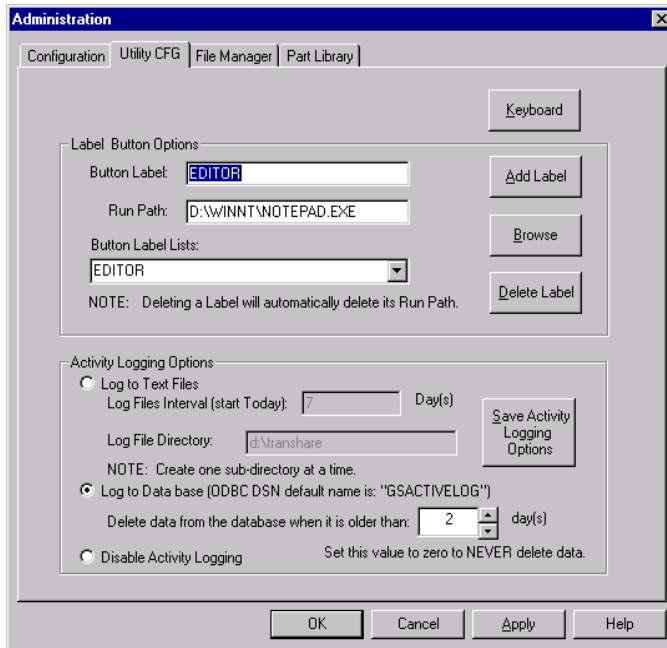 Administration
Configuration Utility CFG File Manager Part Library
Keyboard
Label Button Options
Button Label: EDITOR
Add Label
Run Path: D:\WINNT\NOTEPAD.EXE
Browse
Button Label Lists:
EDITOR
Delete Label
NOTE: Deleting a Label will automatically delete its Run Path.
Activity Logging Options
Log to Text Files
Log Files Interval (start Today): 7 Day(s)
Save Activity
Logging
Options
Log File Directory: d:\transhare
NOTE: Create one sub-directory at a time.
Log to Data base (ODBC DSN default name is: "GSACTIVELOG")
Delete data from the database when it is older than: 2 day(s)
Disable Activity Logging
Set this value to zero to NEVER delete data.
OK Cancel Apply Help